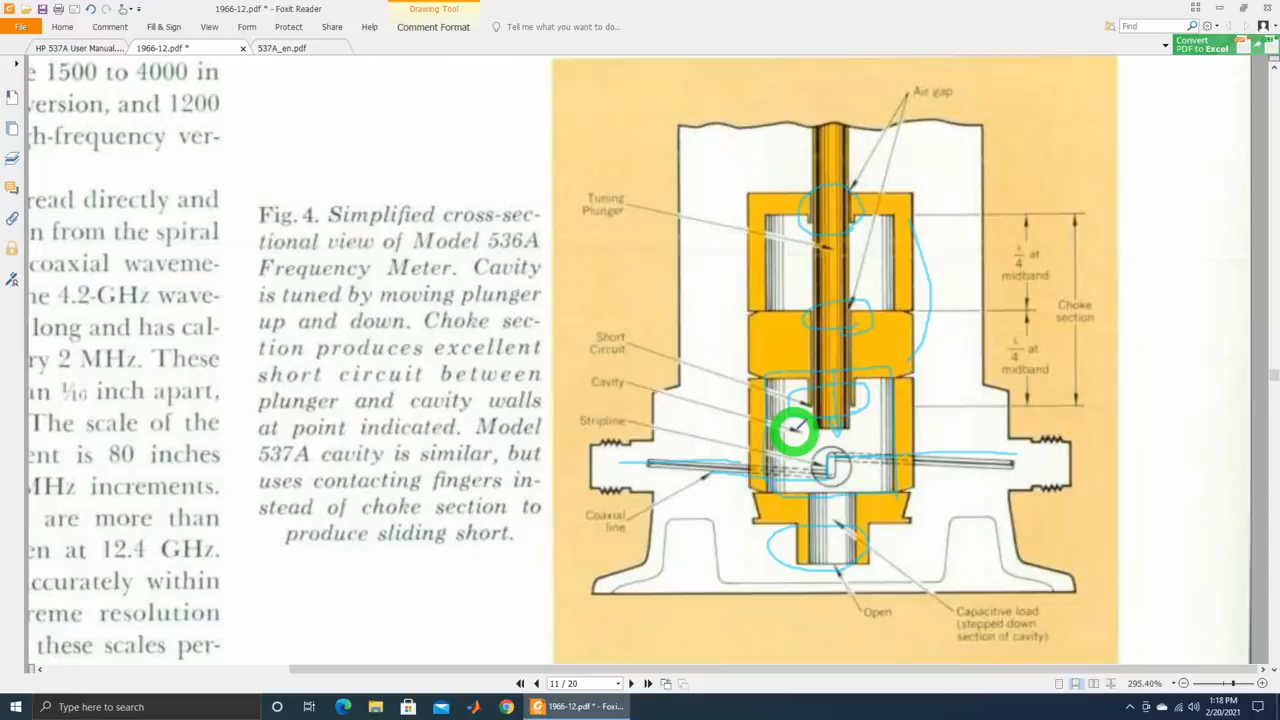 1966-12.pdf * - Foxit Reader
Drawing Tool
File
Home
Comment
Fill & Sign
View
Form
Protect
Share
Help
Comment Format
Tell me what you want to do...
Find
HP 537A User Manual....
1966-12.pdf *
537A_en.pdf
Convert
PDF to Excel
e 1500 to 4000 in
version, and 1200
gh-frequency ver-
read directly and
n from the spiral
coaxial waveme-
he 4.2-GHz wave-
long and has cal-
ry 2 MHz. These
an 1/10 inch apart,
The scale of the
ent is 80 inches
MHz increments.
are more than
en at 12.4 GHz.
accurately within
treme resolution
these scales per-
Fig. 4. Simplified cross-sec-
tional view of Model 536A
Frequency Meter. Cavity
is tuned by moving plunger
up and down. Choke sec-
tion produces excellent
short circuit between
plunger and cavity walls
at point indicated. Model
537A cavity is similar, but
uses contacting fingers in-
stead of choke section to
produce sliding short.
Air gap
Tuning
Plunger
Short
Circuit
Cavity
Stripline
Coaxial
line
Open
Capacitive load
(stepped-down
section of cavity)
λ/4 at
midband
λ/4 at
midband
Choke
section
11 / 20
295.40%
Type here to search
1966-12.pdf * - Foxi...
1:18 PM
2/20/2021